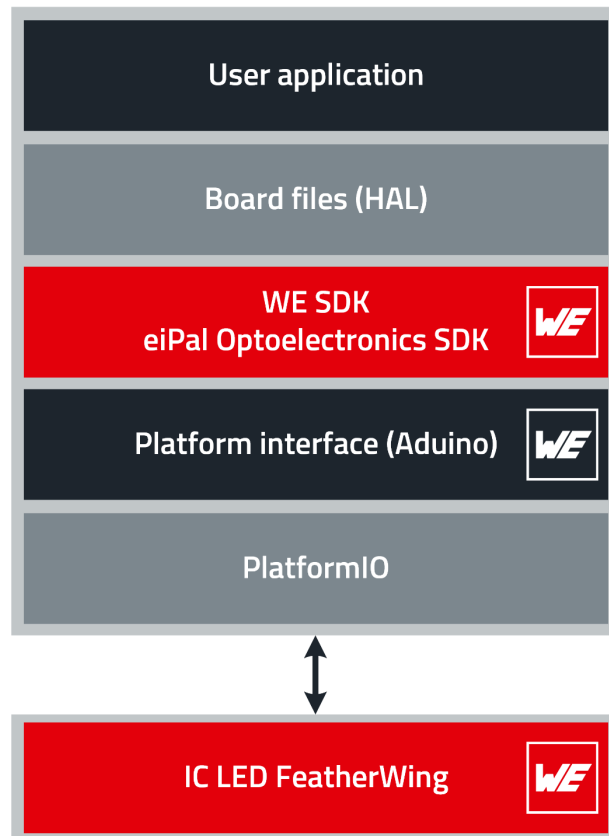 User application
Board files (HAL)
WE SDK
eiPal Optoelectronics SDK
WE
Platform interface (Aduino)
WE
PlatformIO
IC LED FeatherWing
WE